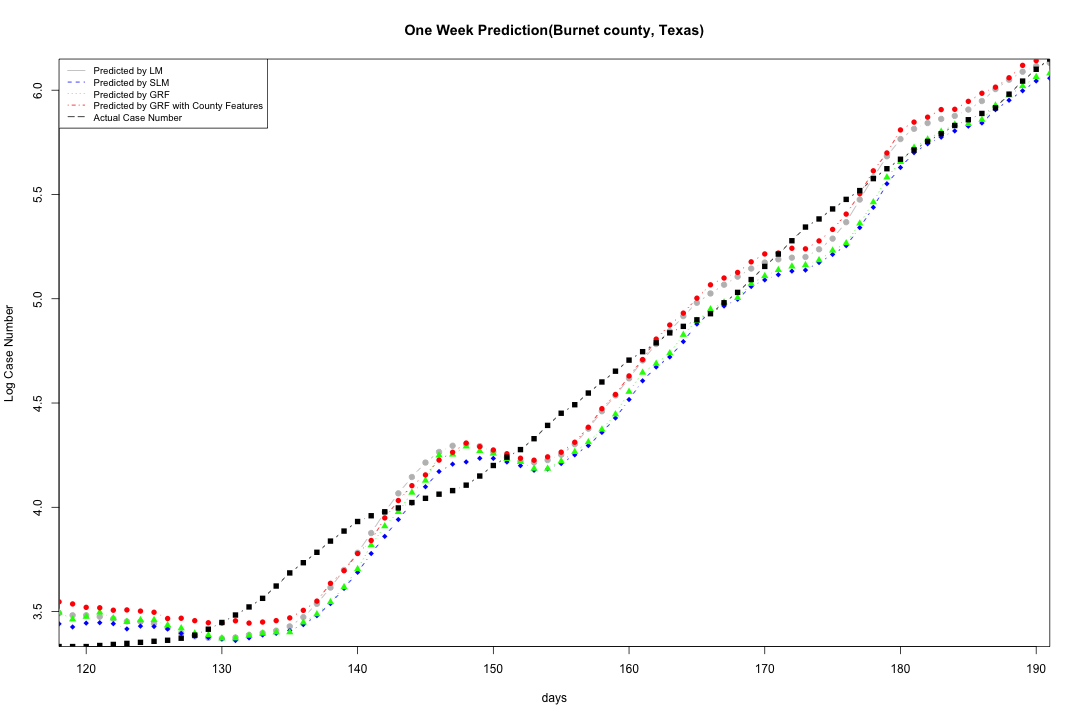 One Week Prediction(Burnet county, Texas)
Predicted by LM
Predicted by SLM
Predicted by GRF
Predicted by GRF with County Features
Actual Case Number
6.0
5.5
5.0
4.5
4.0
3.5
Log Case Number
120 130 140 150 160 170 180 190
days